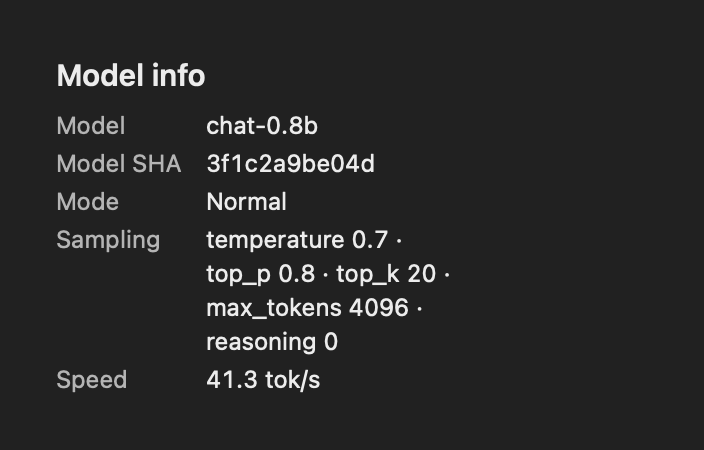 Model info
Model chat-0.8b
Model SHA 3f1c2a9be04d
Mode Normal
Sampling temperature 0.7 ·
top_p 0.8 · top_k 20 ·
max_tokens 4096 ·
reasoning 0
Speed 41.3 tok/s